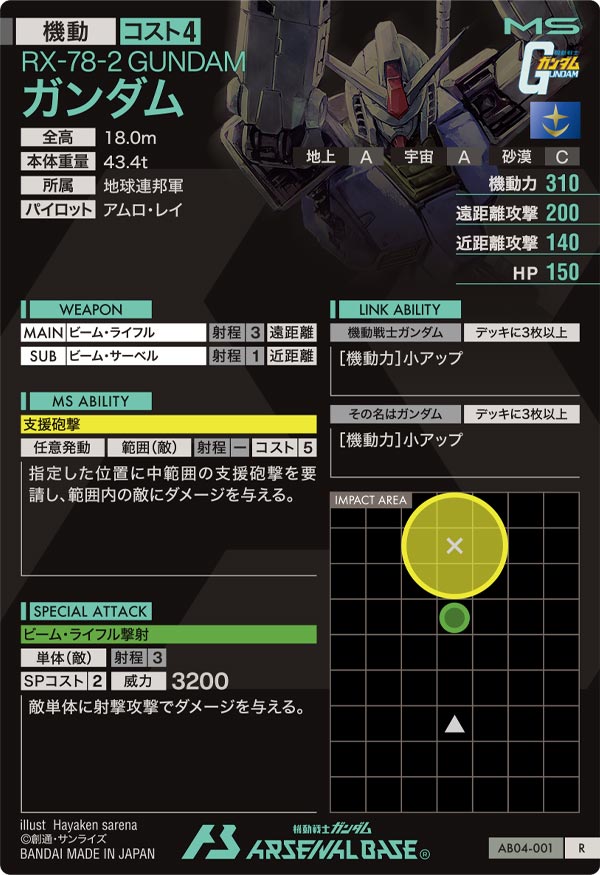 機動 コスト4
MS
RX-78-2 GUNDAM
ガンダム
機動戦士
ガンダム
GUNDAM
全高 18.0m
本体重量 43.4t
所属 地球連邦軍
パイロット アムロ・レイ
地上 A 宇宙 A 砂漠 C
機動力 310
遠距離攻撃 200
近距離攻撃 140
HP 150
WEAPON
MAIN ビーム・ライフル 射程 3 遠距離
SUB ビーム・サーベル 射程 1 近距離
MS ABILITY
支援砲撃
任意発動 範囲(敵) 射程 ー コスト 5
指定した位置に中範囲の支援砲撃を要
請し、範囲内の敵にダメージを与える。
SPECIAL ATTACK
ビーム・ライフル撃射
単体(敵) 射程 3
SPコスト 2 威力 3200
敵単体に射撃攻撃でダメージを与える。
LINK ABILITY
機動戦士ガンダム デッキに3枚以上
[機動力]小アップ
その名はガンダム デッキに3枚以上
[機動力]小アップ
IMPACT AREA
illust Hayaken sarena
©創通・サンライズ
BANDAI MADE IN JAPAN
機動戦士ガンダム
AB ARSENAL BASE®
AB04-001 R